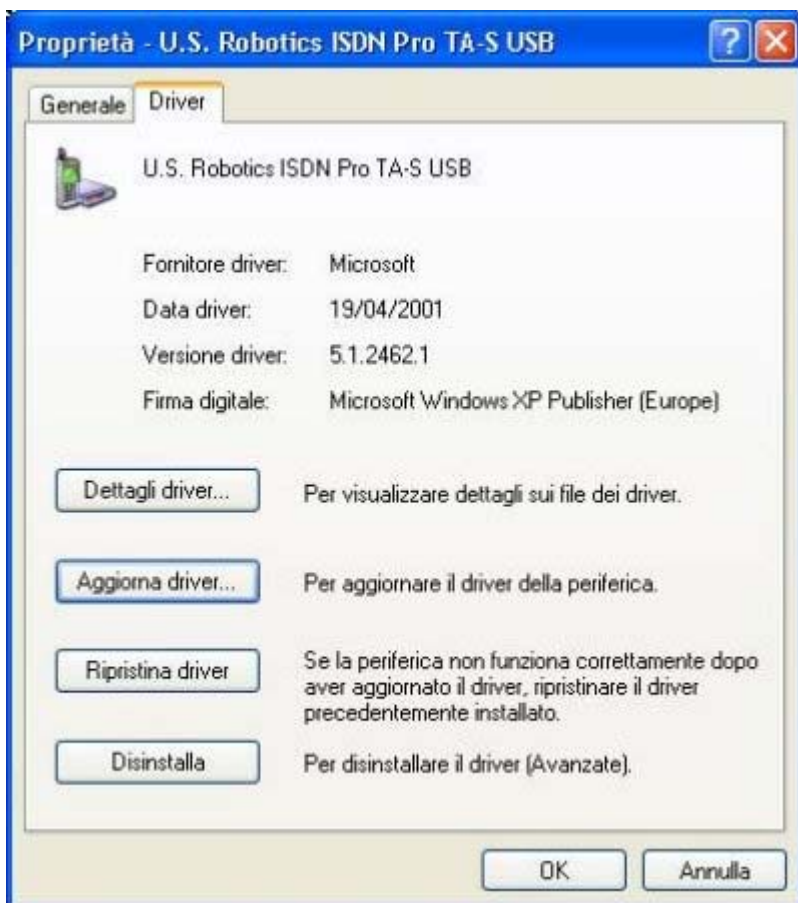 Proprietà - U.S. Robotics ISDN Pro TA-S USB
Generale
Driver
U.S. Robotics ISDN Pro TA-S USB
Fornitore driver: Microsoft
Data driver: 19/04/2001
Versione driver: 5.1.2462.1
Firma digitale: Microsoft Windows XP Publisher (Europe)
Dettagli driver...
Per visualizzare dettagli sui file dei driver.
Aggiorna driver...
Per aggiornare il driver della periferica.
Ripristina driver
Se la periferica non funziona correttamente dopo
aver aggiornato il driver, ripristinare il driver
precedentemente installato.
Disinstalla
Per disinstallare il driver (Avanzate).
OK
Annulla